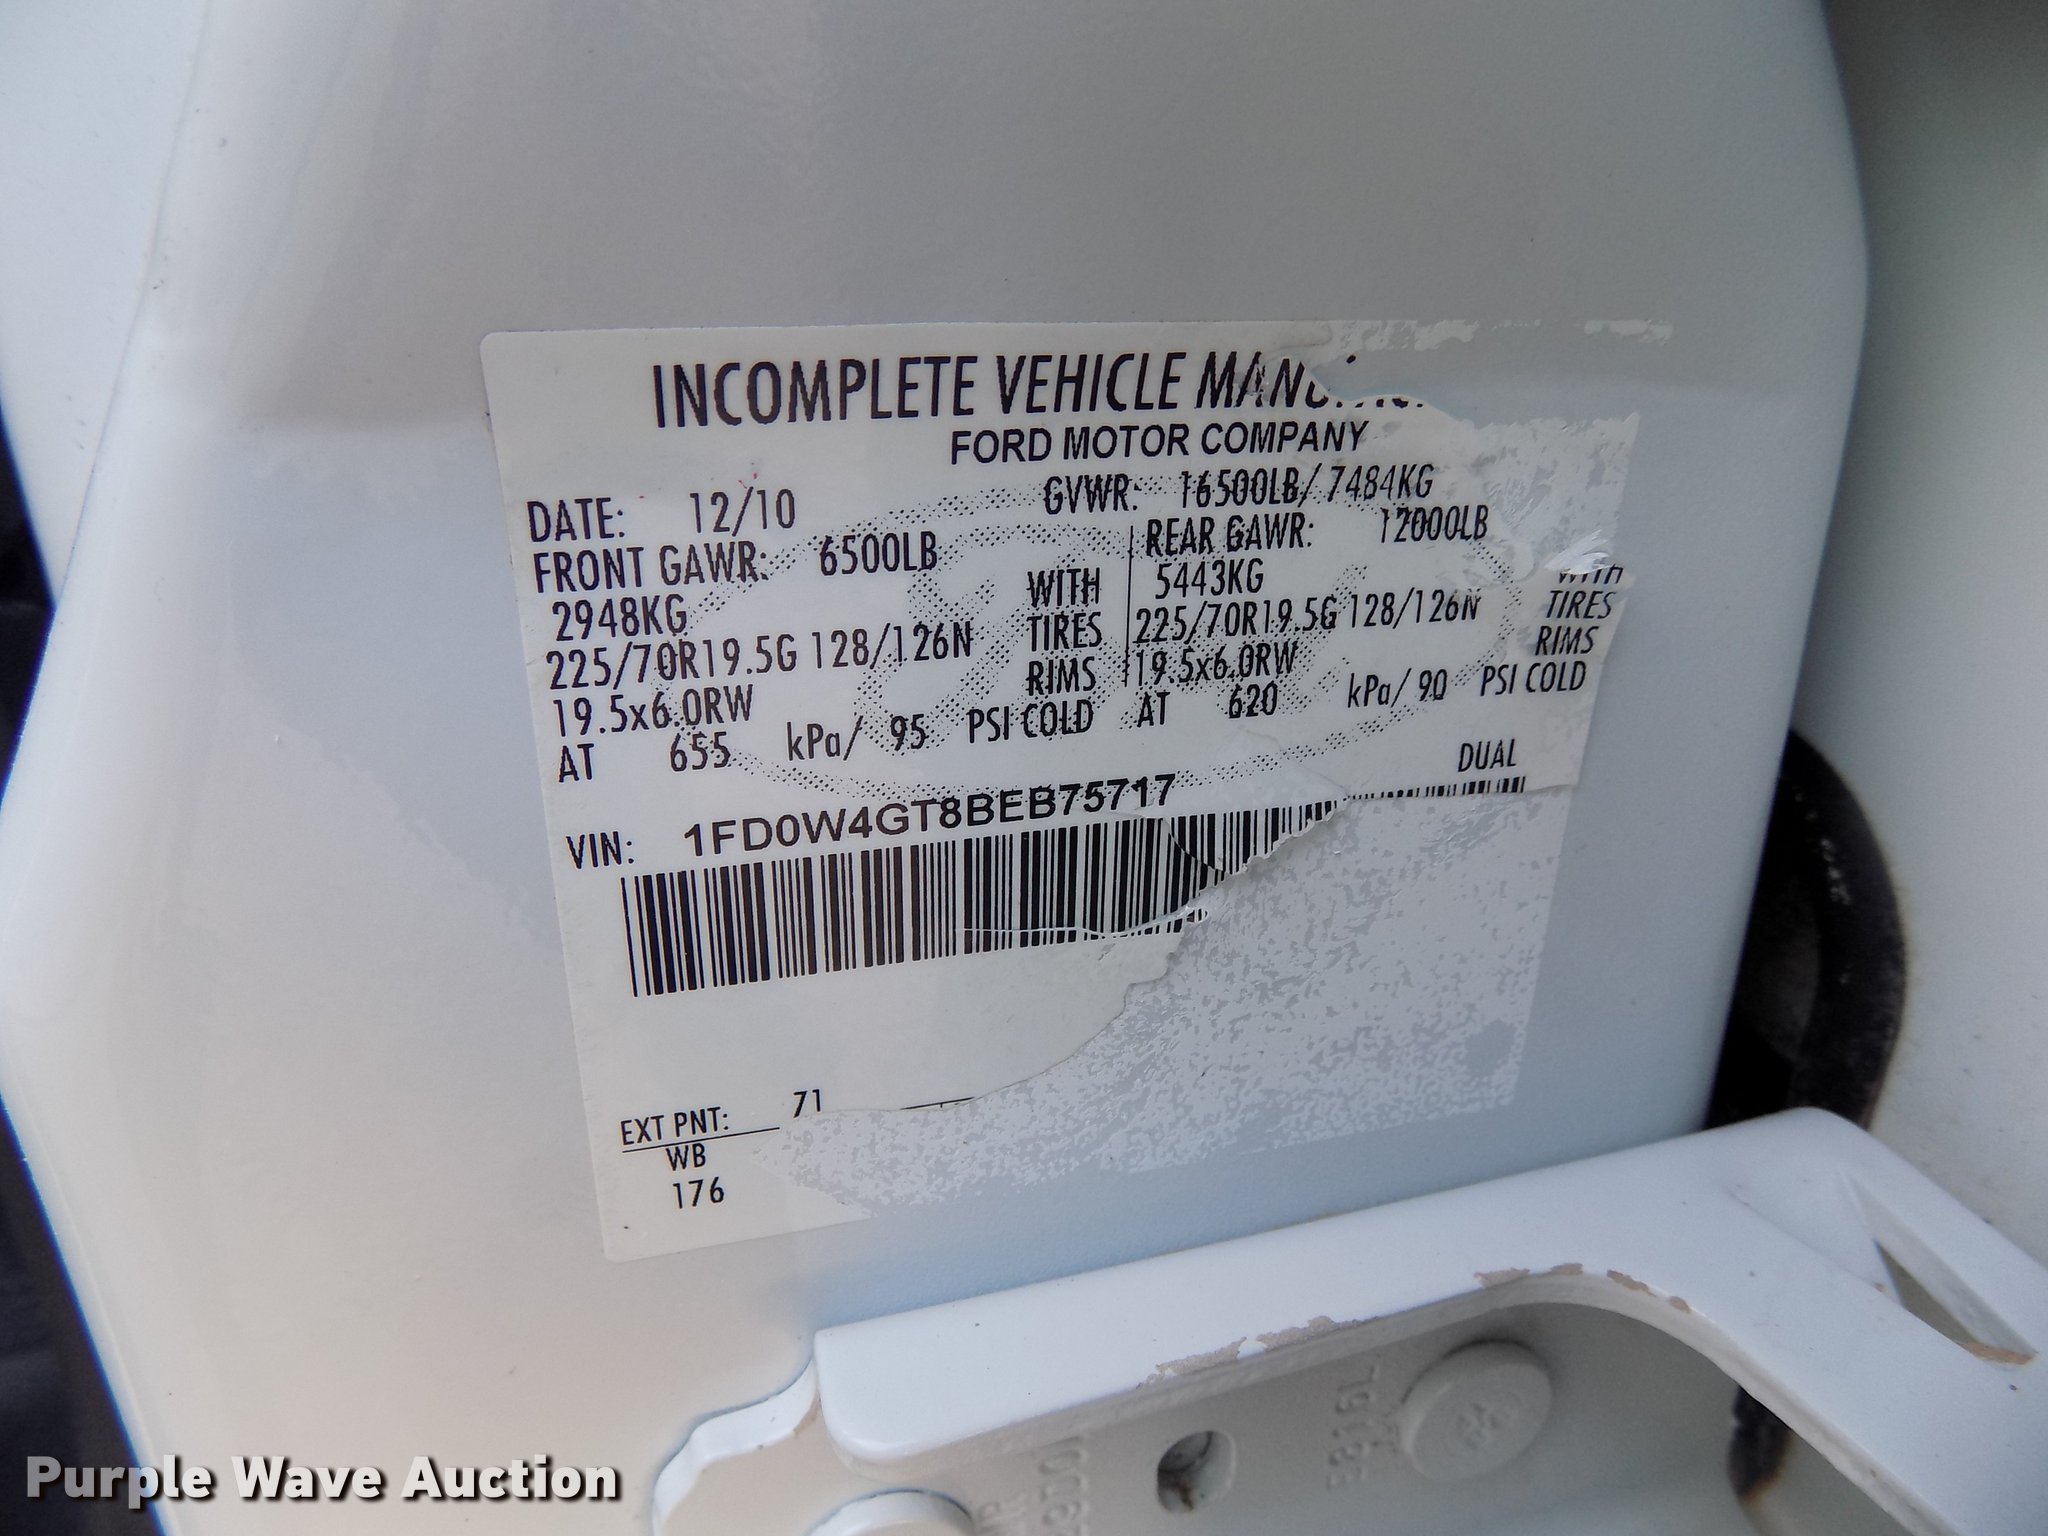 INCOMPLETE VEHICLE
FORD MOTOR COMPANY
DATE: 12/10 GVWR: 16500LB/ 7484KG
FRONT GAWR: 6500LB REAR GAWR: 12000LB
2948KG WITH 5443KG WITH
225/70R19.5G 128/126N TIRES 225/70R19.5G 128/126N TIRES
19.5x6.0RW RIMS 19.5x6.0RW RIMS
AT 655 kPa/ 95 PSI COLD AT 620 kPa/ 90 PSI COLD
DUAL
VIN: 1FD0W4GT8BEB75717
EXT PNT: 71
WB
176
Purple Wave Auction